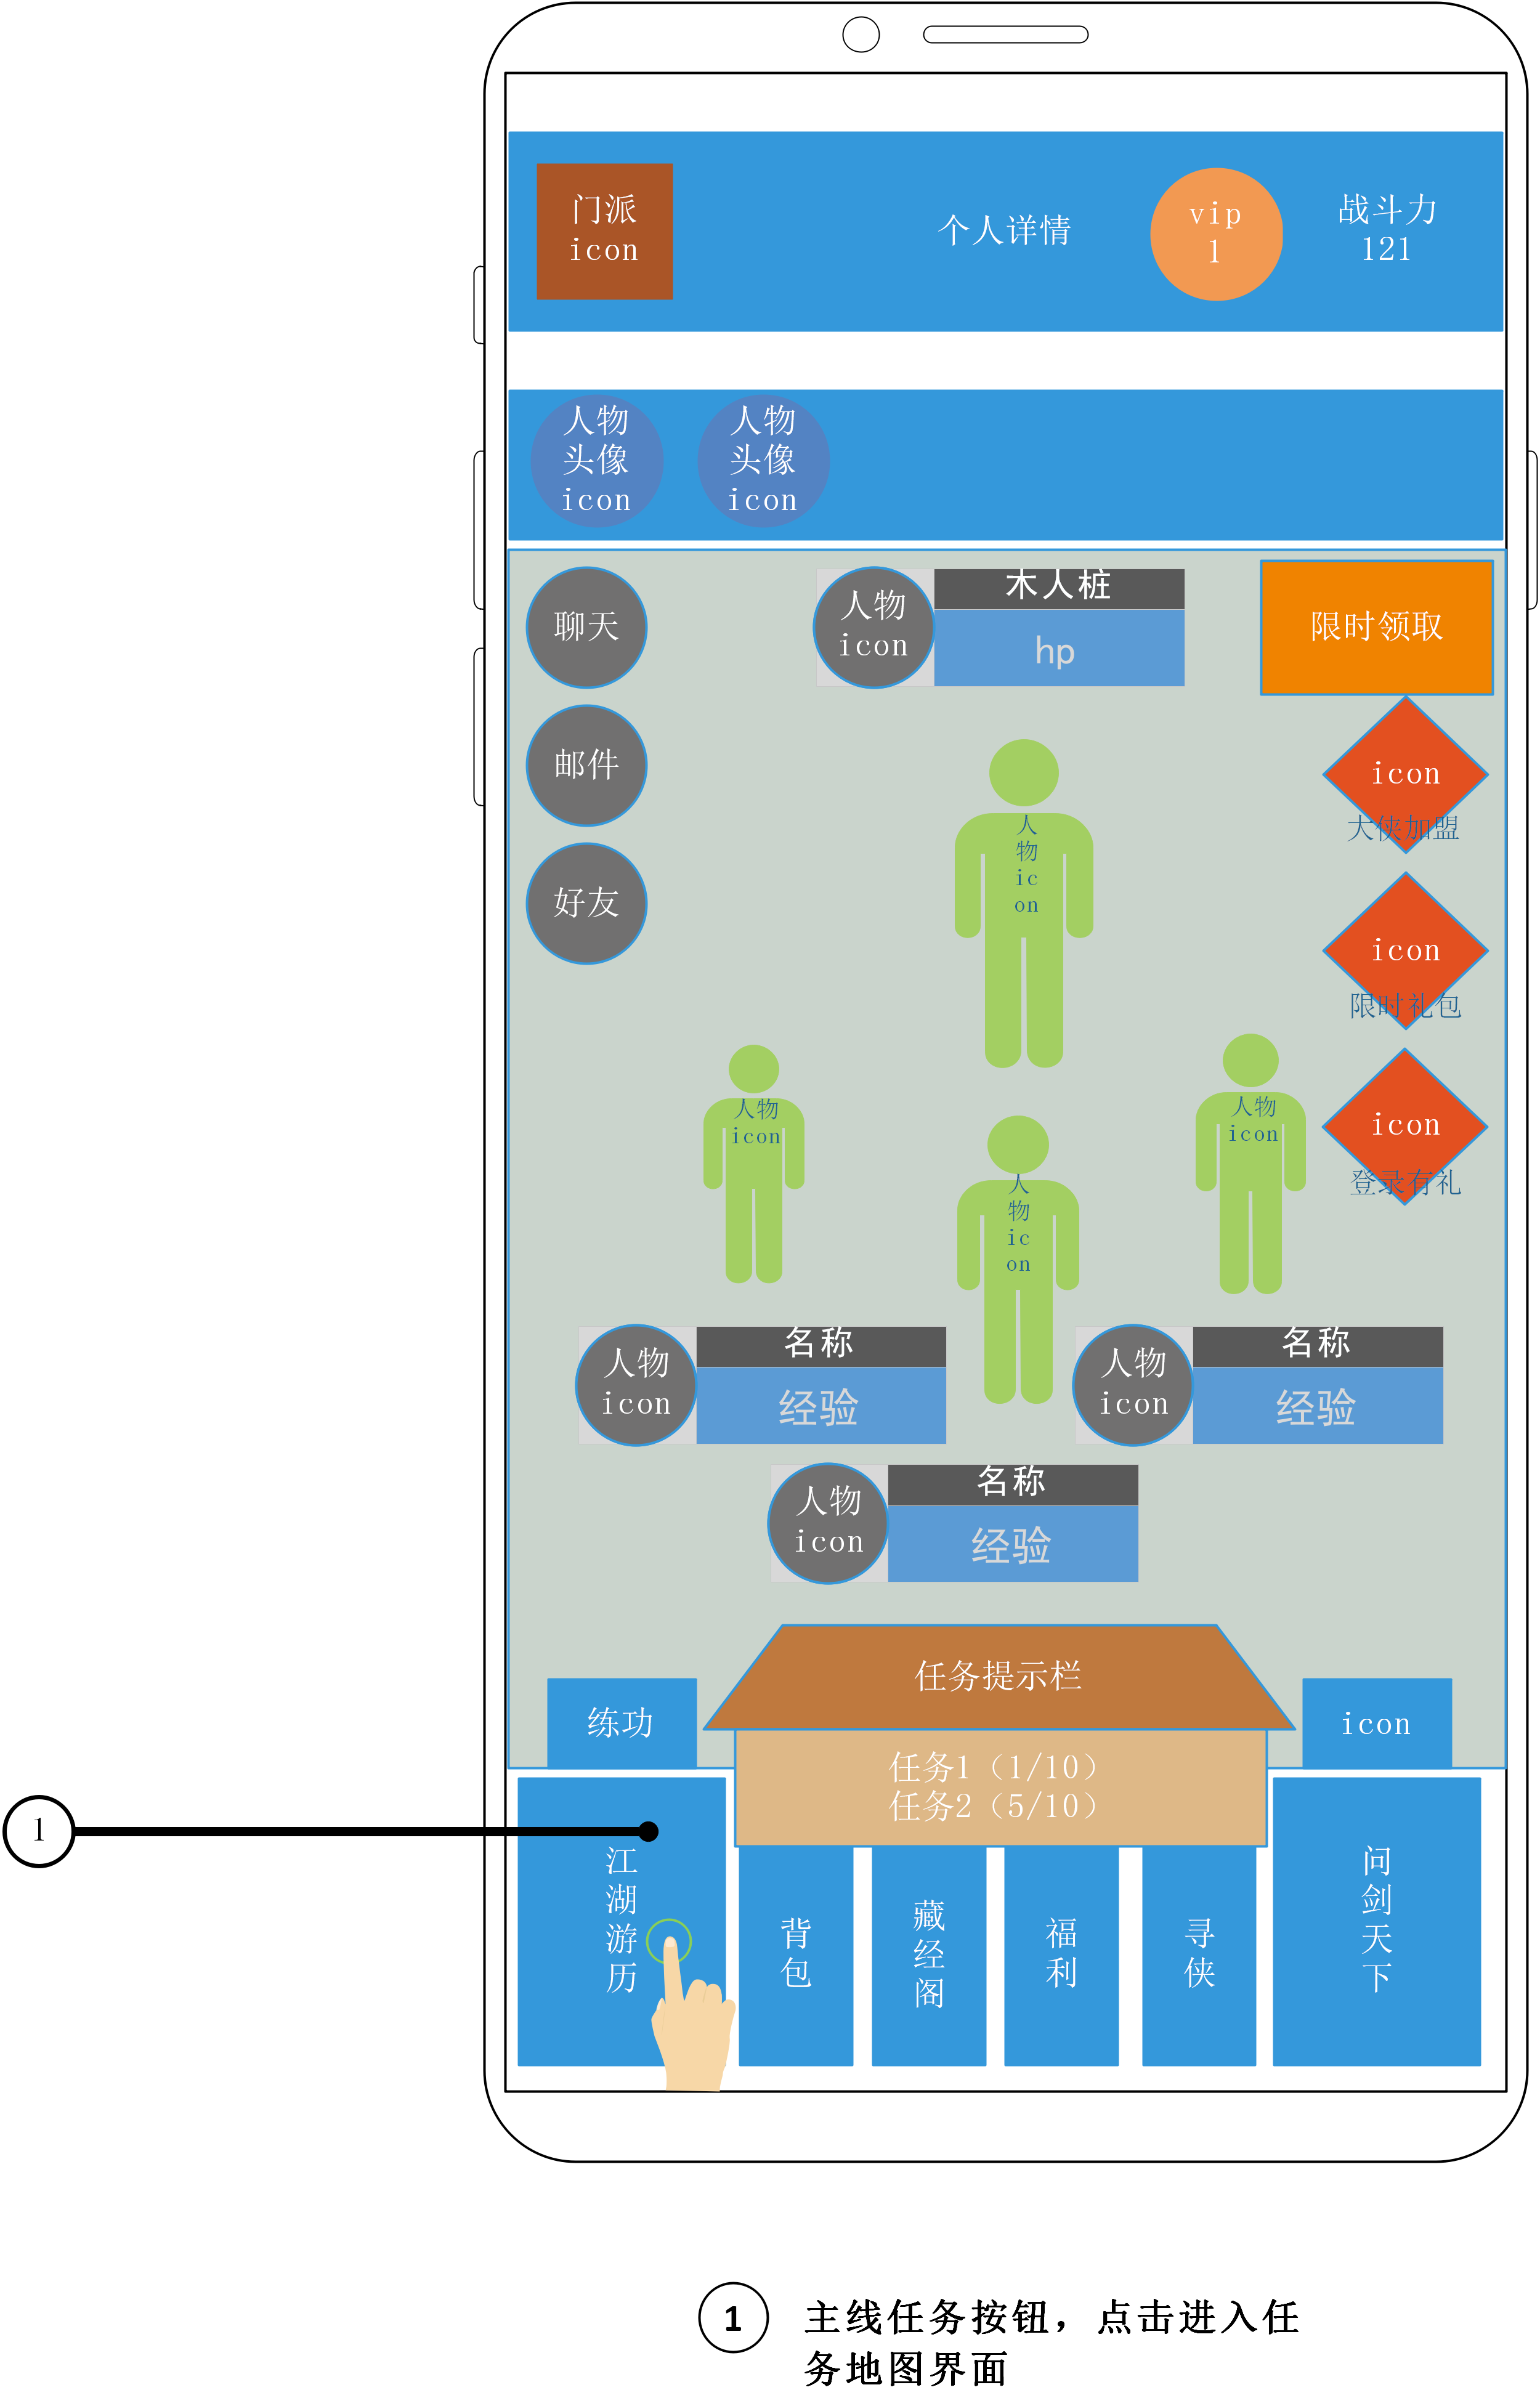 门派
icon
个人详情
vip
1
战斗力
121
人物
头像
icon
人物
头像
icon
聊天
人物
icon
木人桩
hp
限时领取
邮件
icon
大侠加盟
人
物
ic
on
好友
icon
限时礼包
人物
icon
人物
icon
icon
登录有礼
人
物
ic
on
人物
icon
名称
经验
人物
icon
名称
经验
人物
icon
名称
经验
任务提示栏
练功
icon
任务1（1/10）
任务2（5/10）
1
江
湖
游
历
背
包
藏
经
阁
福
利
寻
侠
问
剑
天
下
1
主线任务按钮，点击进入任
务地图界面